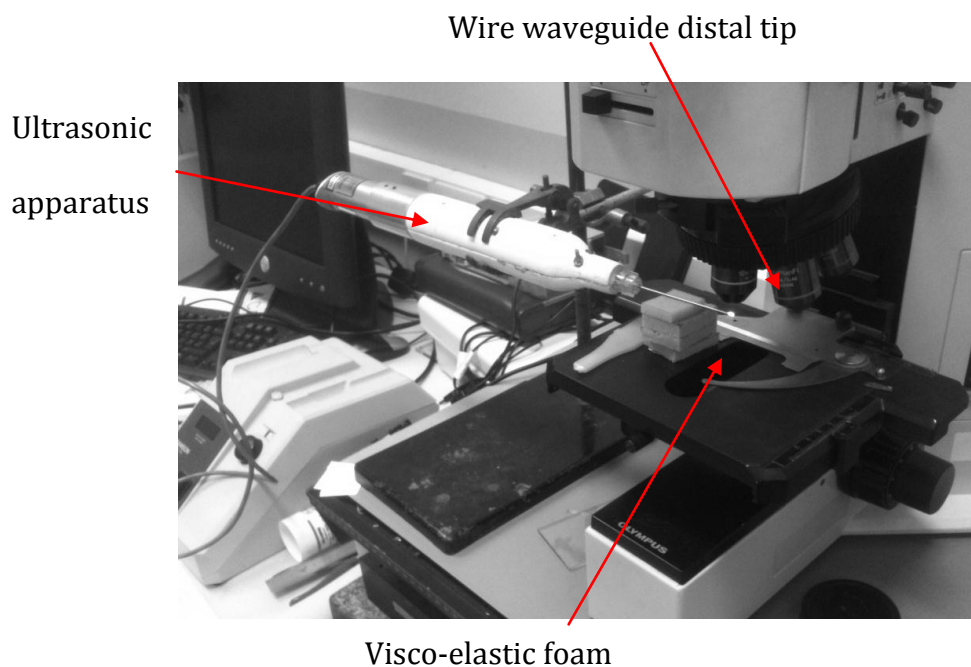 Wire waveguide distal tip
Ultrasonic
apparatus
OLYMPUS
Visco-elastic foam